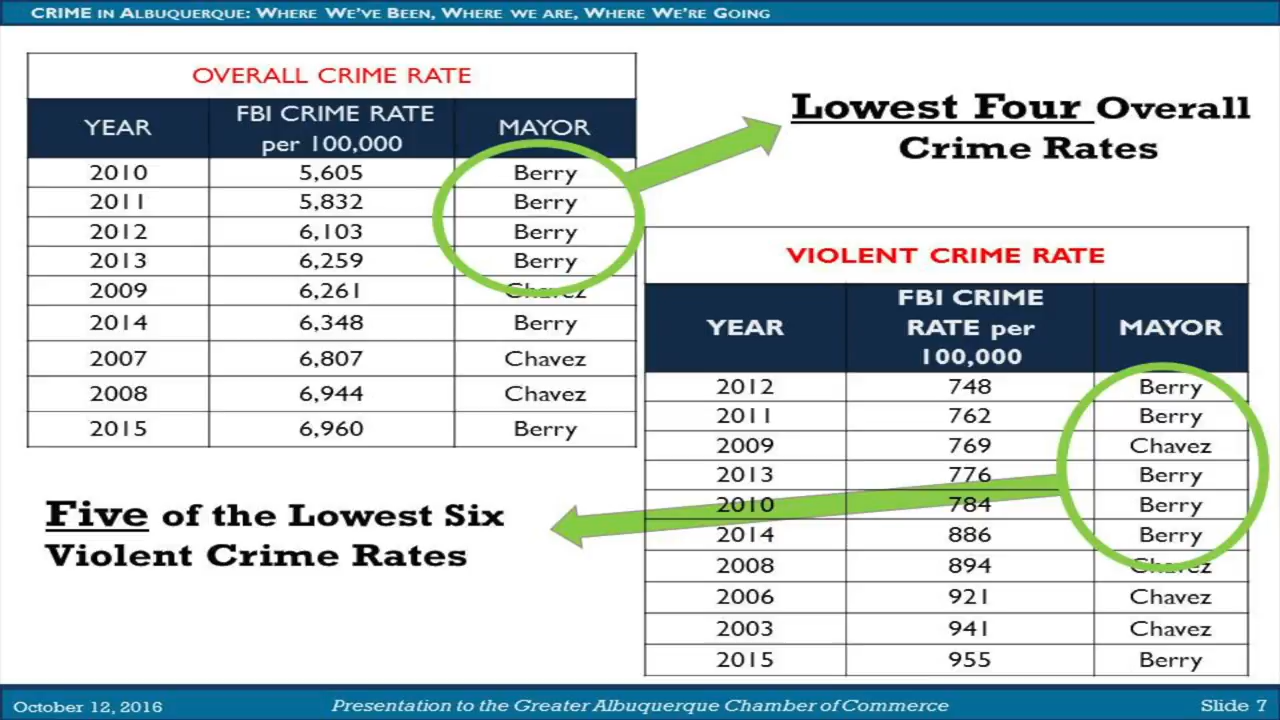 CRIME IN ALBUQUERQUE: WHERE WE'VE BEEN, WHERE WE ARE, WHERE WE'RE GOING
OVERALL CRIME RATE
YEAR FBI CRIME RATE per 100,000 MAYOR
2010 5,605 Berry
2011 5,832 Berry
2012 6,103 Berry
2013 6,259 Berry
2009 6,261 Chavez
2014 6,348 Berry
2007 6,807 Chavez
2008 6,944 Chavez
2015 6,960 Berry
Lowest Four Overall
Crime Rates
VIOLENT CRIME RATE
YEAR FBI CRIME RATE per 100,000 MAYOR
2012 748 Berry
2011 762 Berry
2009 769 Chavez
2013 776 Berry
2010 784 Berry
2014 886 Berry
2008 894 Chavez
2006 921 Chavez
2003 941 Chavez
2015 955 Berry
Five of the Lowest Six
Violent Crime Rates
October 12, 2016 Presentation to the Greater Albuquerque Chamber of Commerce Slide 7